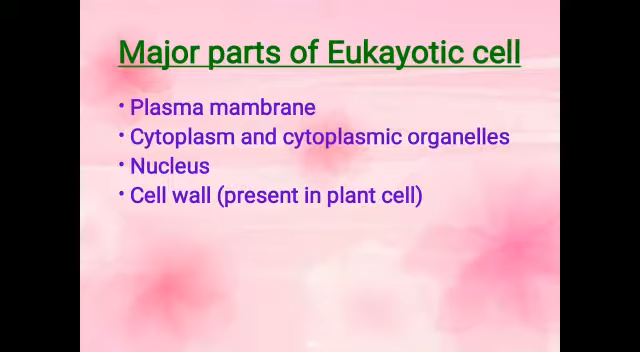 Major parts of Eukayotic cell
• Plasma mambrane
• Cytoplasm and cytoplasmic organelles
• Nucleus
• Cell wall (present in plant cell)